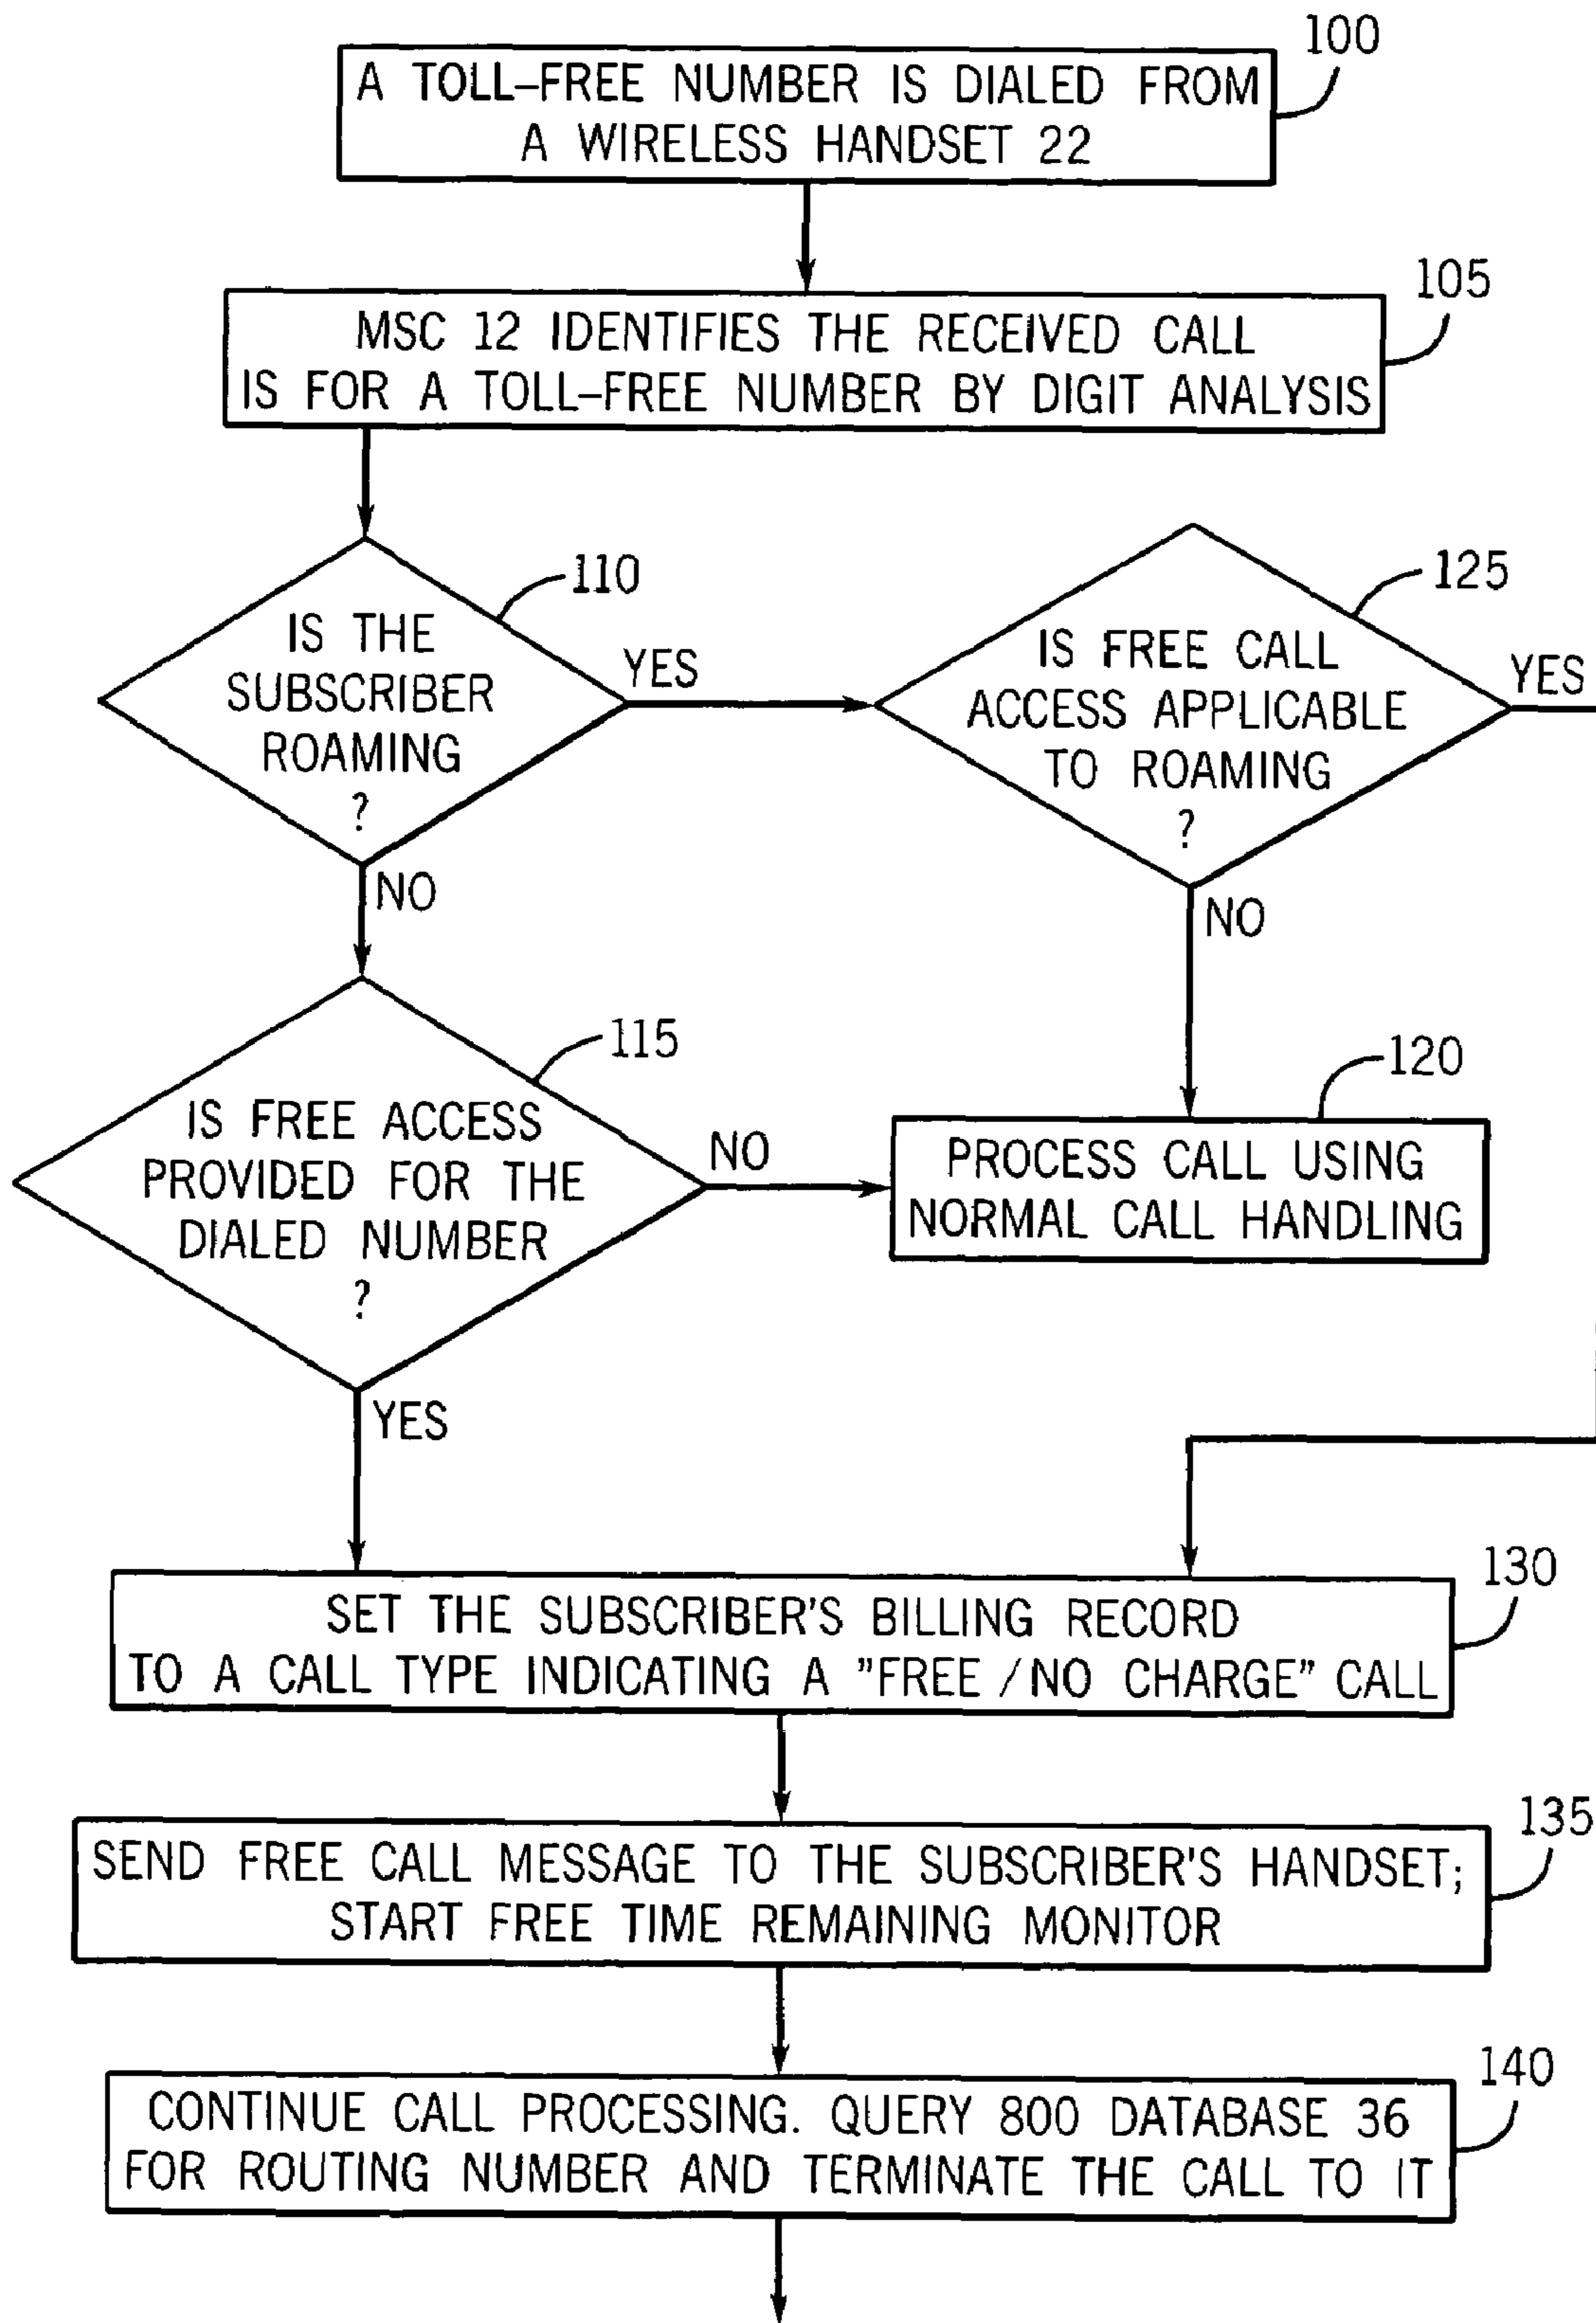 100
A TOLL–FREE NUMBER IS DIALED FROM
A WIRELESS HANDSET 22
105
MSC 12 IDENTIFIES THE RECEIVED CALL
IS FOR A TOLL–FREE NUMBER BY DIGIT ANALYSIS
110
IS THE
SUBSCRIBER
ROAMING
?
YES
NO
125
IS FREE CALL
ACCESS APPLICABLE
TO ROAMING
?
YES
NO
115
IS FREE ACCESS
PROVIDED FOR THE
DIALED NUMBER
?
NO
YES
120
PROCESS CALL USING
NORMAL CALL HANDLING
130
SET THE SUBSCRIBER'S BILLING RECORD
TO A CALL TYPE INDICATING A "FREE / NO CHARGE" CALL
135
SEND FREE CALL MESSAGE TO THE SUBSCRIBER'S HANDSET;
START FREE TIME REMAINING MONITOR
140
CONTINUE CALL PROCESSING. QUERY 800 DATABASE 36
FOR ROUTING NUMBER AND TERMINATE THE CALL TO IT